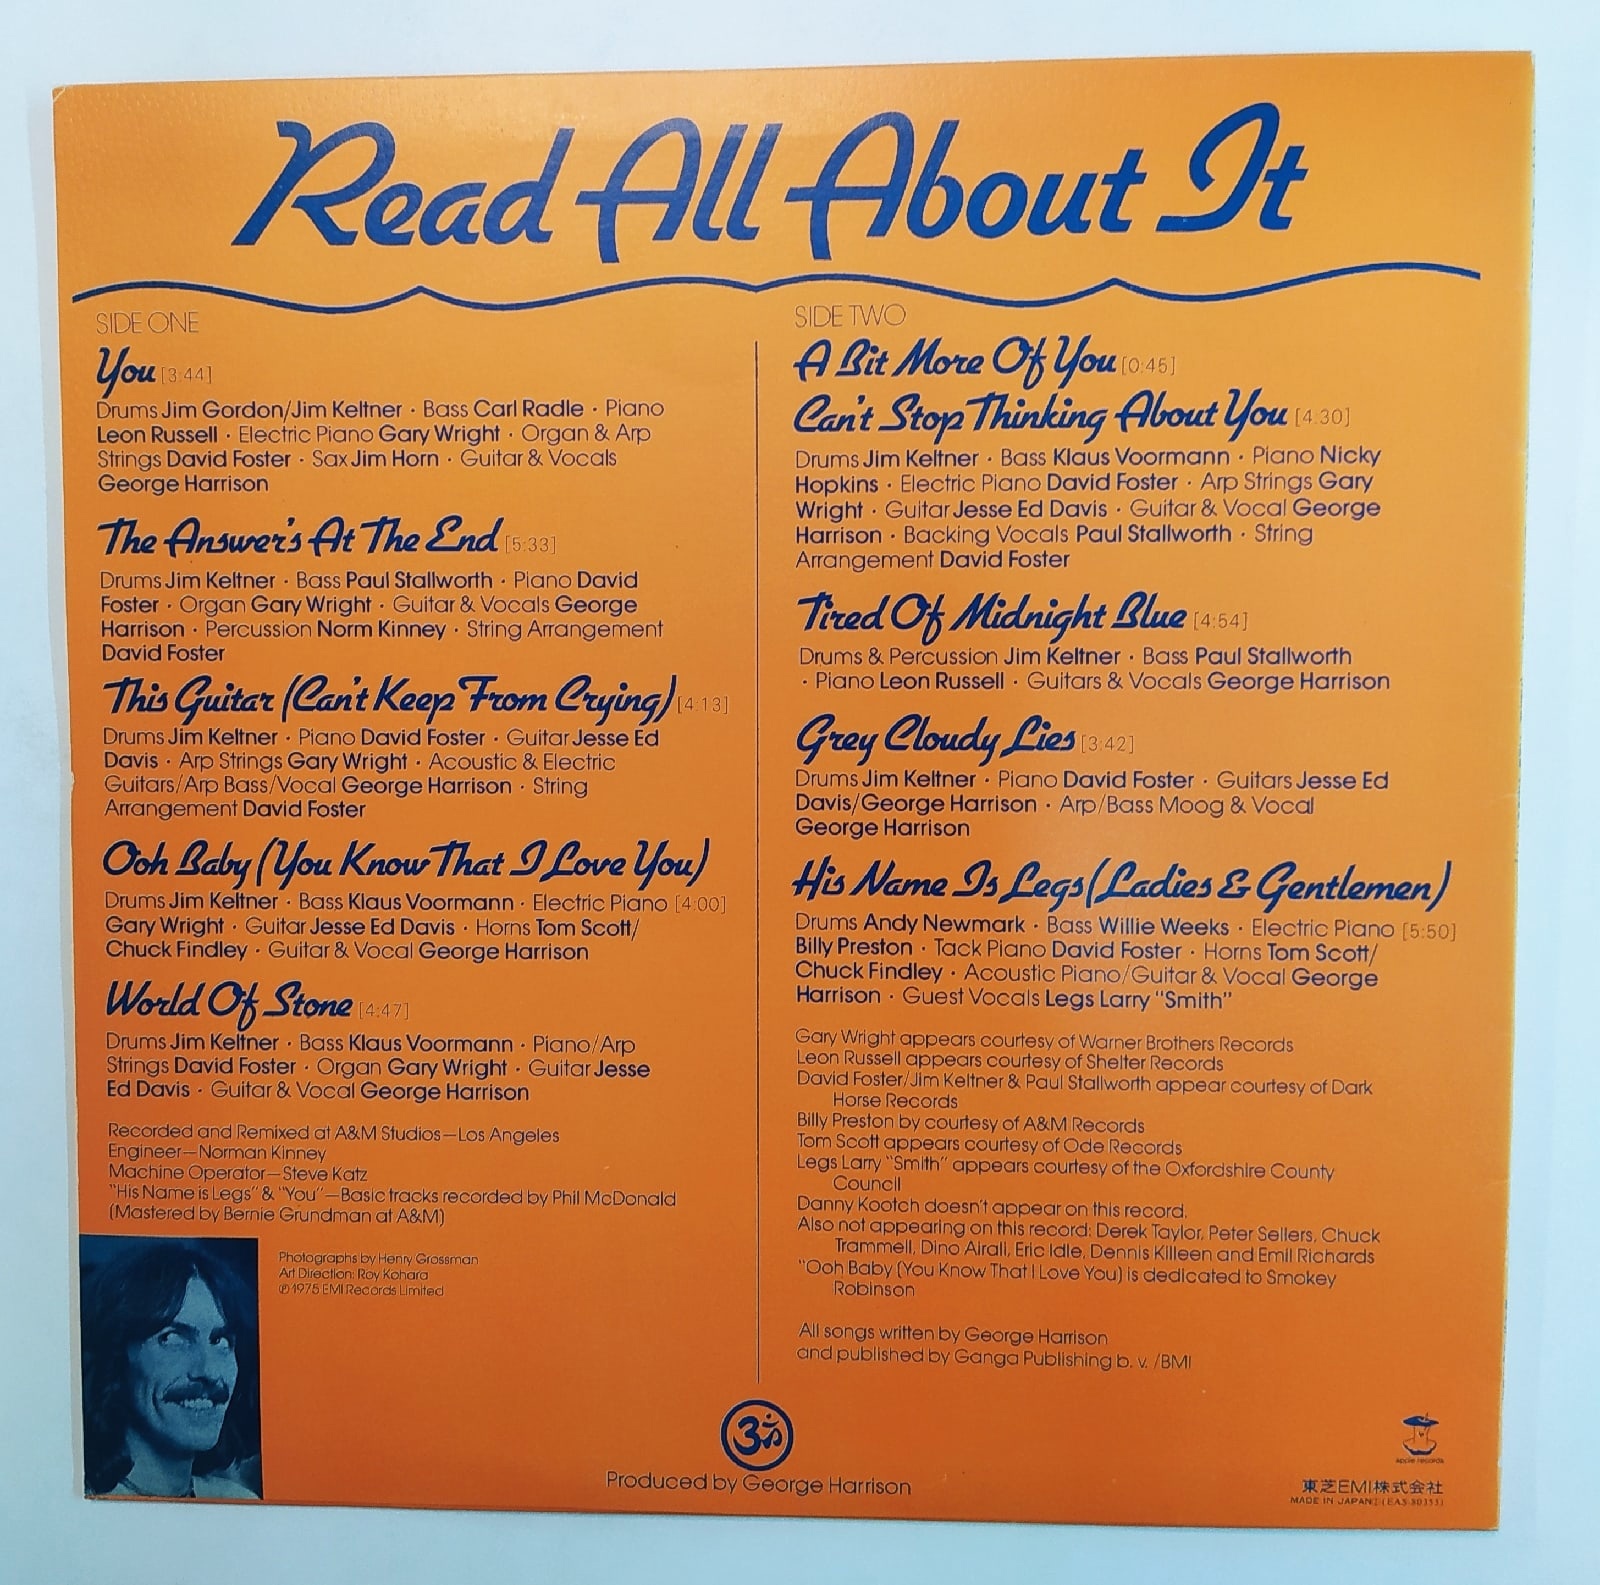 Read All About It
SIDE ONE
You [3:44]
Drums Jim Gordon/Jim Keltner · Bass Carl Radle · Piano
Leon Russell · Electric Piano Gary Wright · Organ & Arp
Strings David Foster · Sax Jim Horn · Guitar & Vocals
George Harrison
The Answer's At The End [5:33]
Drums Jim Keltner · Bass Paul Stallworth · Piano David
Foster · Organ Gary Wright · Guitar & Vocals George
Harrison · Percussion Norm Kinney · String Arrangement
David Foster
This Guitar (Can't Keep From Crying) [4:13]
Drums Jim Keltner · Piano David Foster · Guitar Jesse Ed
Davis · Arp Strings Gary Wright · Acoustic & Electric
Guitars/Arp Bass/Vocal George Harrison · String
Arrangement David Foster
Ooh Baby (You Know That I Love You)
Drums Jim Keltner · Bass Klaus Voormann · Electric Piano [4:00]
Gary Wright · Guitar Jesse Ed Davis · Horns Tom Scott/
Chuck Findley · Guitar & Vocal George Harrison
World Of Stone [4:47]
Drums Jim Keltner · Bass Klaus Voormann · Piano/Arp
Strings David Foster · Organ Gary Wright · Guitar Jesse
Ed Davis · Guitar & Vocal George Harrison
Recorded and Remixed at A&M Studios—Los Angeles
Engineer—Norman Kinney
Machine Operator—Steve Katz
"His Name is Legs" & "You"—Basic tracks recorded by Phil McDonald
(Mastered by Bernie Grundman at A&M)
Photographs by Henry Grossman
Art Direction: Roy Kohara
℗1975 EMI Records Limited
SIDE TWO
A Bit More Of You [0:45]
Can't Stop Thinking About You [4:30]
Drums Jim Keltner · Bass Klaus Voormann · Piano Nicky
Hopkins · Electric Piano David Foster · Arp Strings Gary
Wright · Guitar Jesse Ed Davis · Guitar & Vocal George
Harrison · Backing Vocals Paul Stallworth · String
Arrangement David Foster
Tired Of Midnight Blue [4:54]
Drums & Percussion Jim Keltner · Bass Paul Stallworth
· Piano Leon Russell · Guitars & Vocals George Harrison
Grey Cloudy Lies [3:42]
Drums Jim Keltner · Piano David Foster · Guitars Jesse Ed
Davis/George Harrison · Arp/Bass Moog & Vocal
George Harrison
His Name Is Legs (Ladies & Gentlemen)
Drums Andy Newmark · Bass Willie Weeks · Electric Piano [5:50]
Billy Preston · Tack Piano David Foster · Horns Tom Scott/
Chuck Findley · Acoustic Piano/Guitar & Vocal George
Harrison · Guest Vocals Legs Larry "Smith"
Gary Wright appears courtesy of Warner Brothers Records
Leon Russell appears courtesy of Shelter Records
David Foster/Jim Keltner & Paul Stallworth appear courtesy of Dark
Horse Records
Billy Preston by courtesy of A&M Records
Tom Scott appears courtesy of Ode Records
Legs Larry "Smith" appears courtesy of the Oxfordshire County
Council
Danny Kootch doesn't appear on this record.
Also not appearing on this record: Derek Taylor, Peter Sellers, Chuck
Trammell, Dino Airali, Eric Idle, Dennis Killeen and Emil Richards
"Ooh Baby (You Know That I Love You) is dedicated to Smokey
Robinson
All songs written by George Harrison
and published by Ganga Publishing b. v. /BMI
ॐ
Produced by George Harrison
apple records
東芝EMI株式会社
MADE IN JAPAN (EAS-80355)